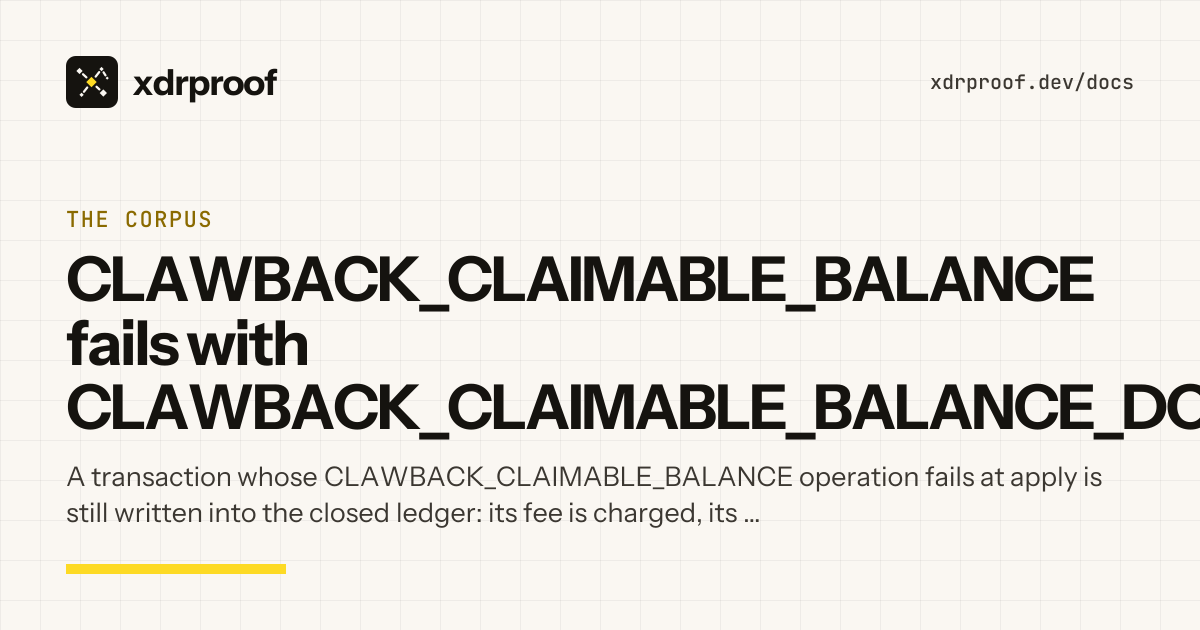 xdrproof
xdrproof.dev/docs
THE CORPUS
CLAWBACK_CLAIMABLE_BALANCE
fails with
CLAWBACK_CLAIMABLE_BALANCE_DO
A transaction whose CLAWBACK_CLAIMABLE_BALANCE operation fails at apply is
still written into the closed ledger: its fee is charged, its ...